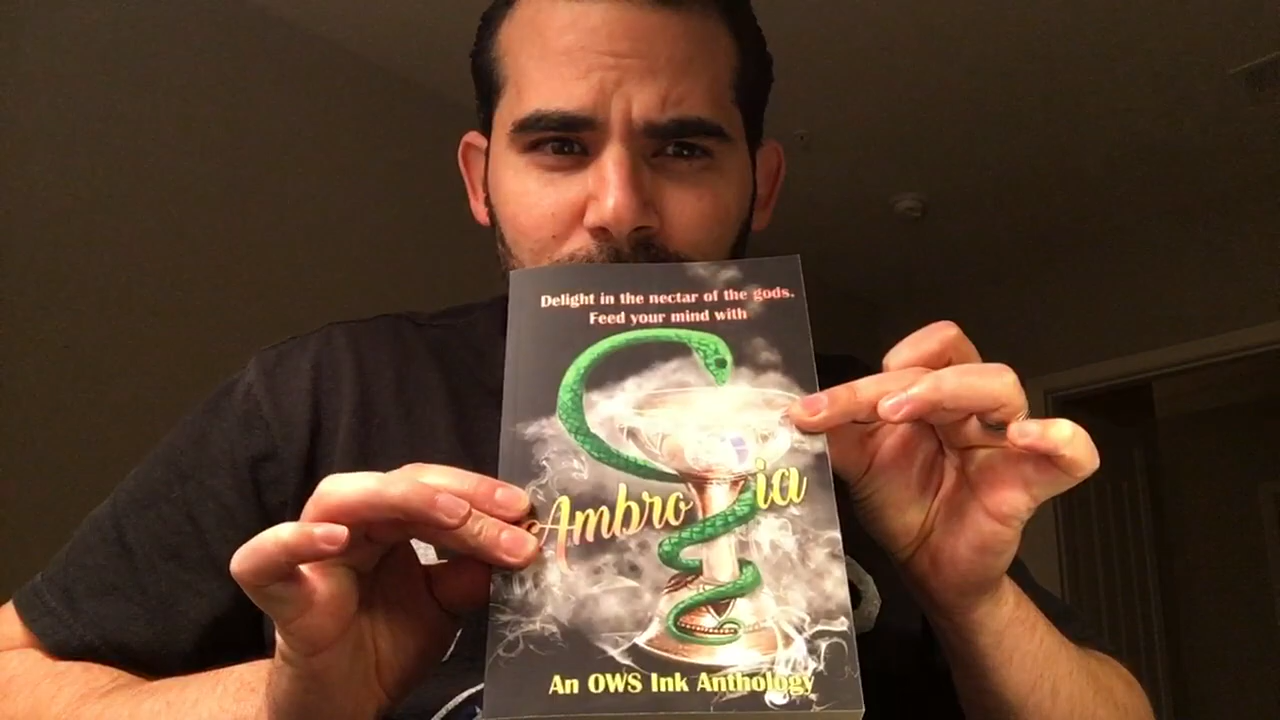 Delight in the nectar of the gods.
Feed your mind with
Ambrosia
An OWS Ink Anthology